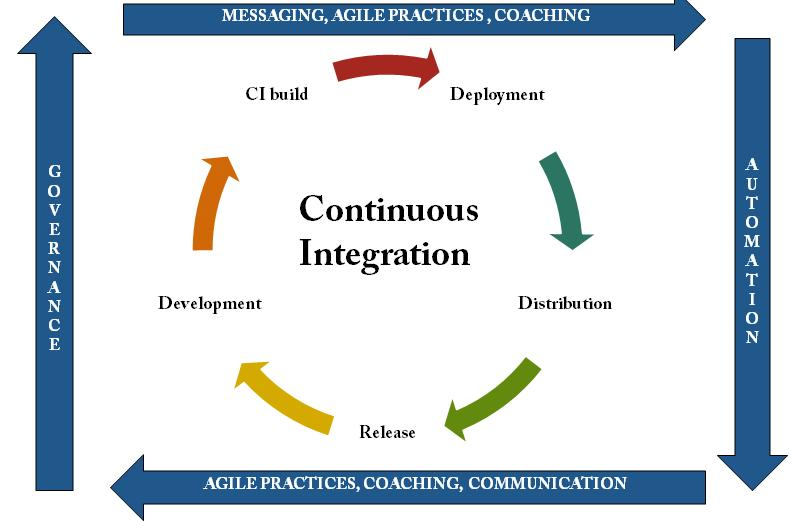 MESSAGING, AGILE PRACTICES , COACHING
CI build
Deployment
GOVERNANCE
Continuous
Integration
AUTOMATION
Development
Distribution
Release
AGILE PRACTICES, COACHING, COMMUNICATION